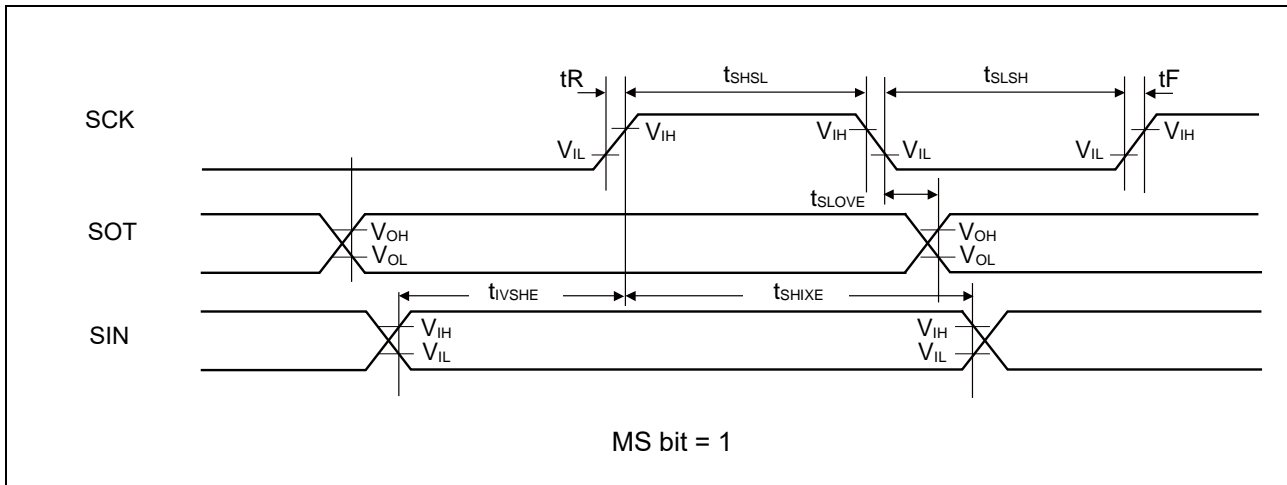 tR tSHSL tSLSH tF
SCK
VIH VIH VIH
VIL VIL VIL
tSLOVE
SOT
VOH VOH
VOL VOL
tIVSHE tSHIXE
SIN
VIH VIH
VIL VIL
MS bit = 1